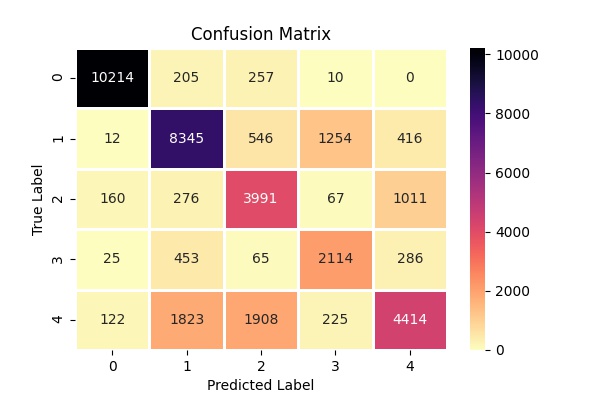 Confusion Matrix
True Label
0 10214 205 257 10 0
1 12 8345 546 1254 416
2 160 276 3991 67 1011
3 25 453 65 2114 286
4 122 1823 1908 225 4414
0 1 2 3 4
Predicted Label
10000
8000
6000
4000
2000
0